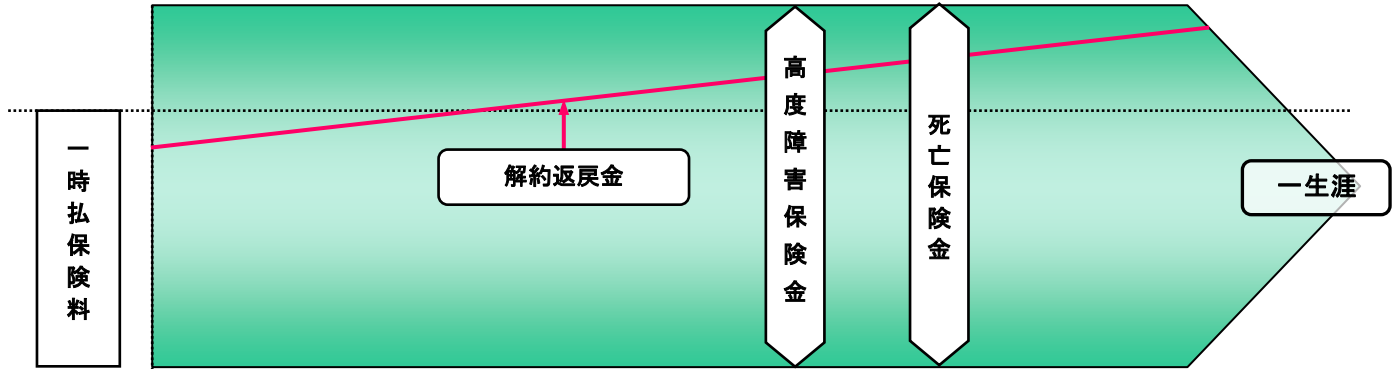 一時払保険料
解約返戻金
高度障害保険金
死亡保険金
一生涯